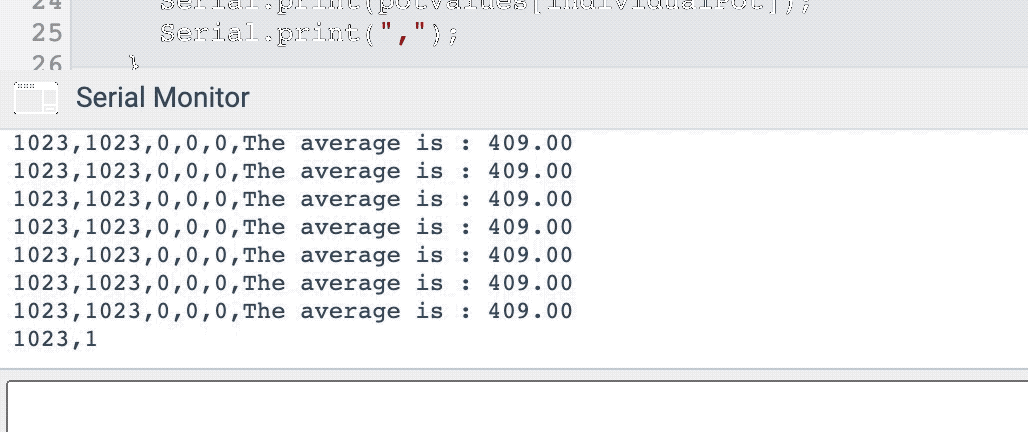 24 Serial.print(potValues[individualPot]);
25 Serial.print(",");
26 }
Serial Monitor
1023,1023,0,0,0,The average is : 409.00
1023,1023,0,0,0,The average is : 409.00
1023,1023,0,0,0,The average is : 409.00
1023,1023,0,0,0,The average is : 409.00
1023,1023,0,0,0,The average is : 409.00
1023,1023,0,0,0,The average is : 409.00
1023,1023,0,0,0,The average is : 409.00
1023,1